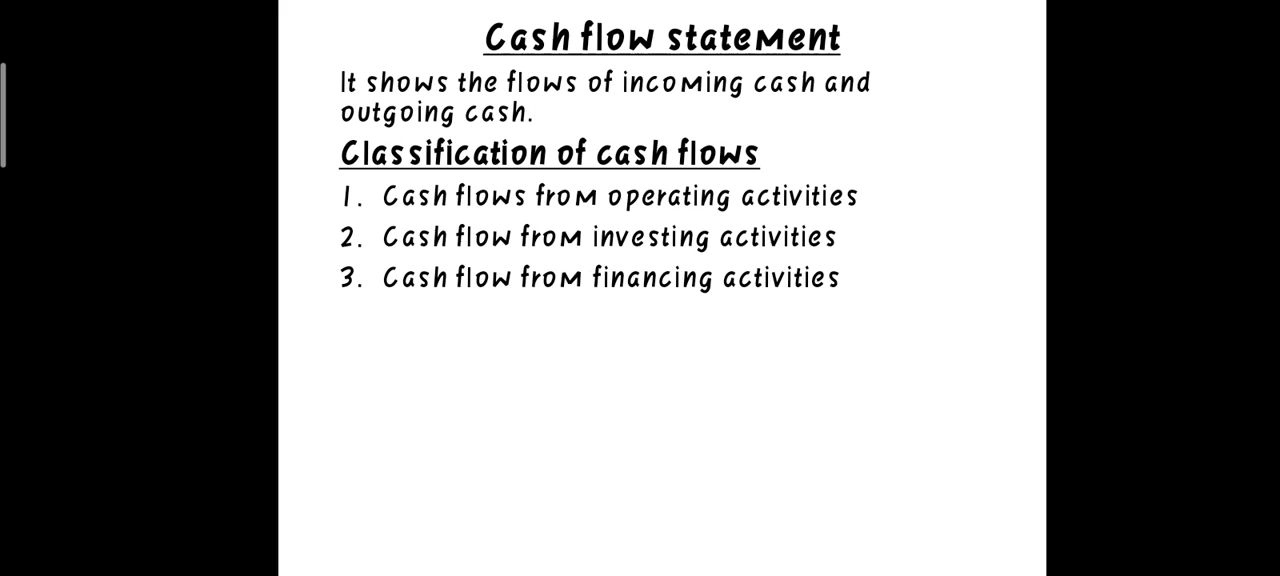 Cash flow statement
It shows the flows of incoming cash and
outgoing cash.
Classification of cash flows
1. Cash flows from operating activities
2. Cash flow from investing activities
3. Cash flow from financing activities